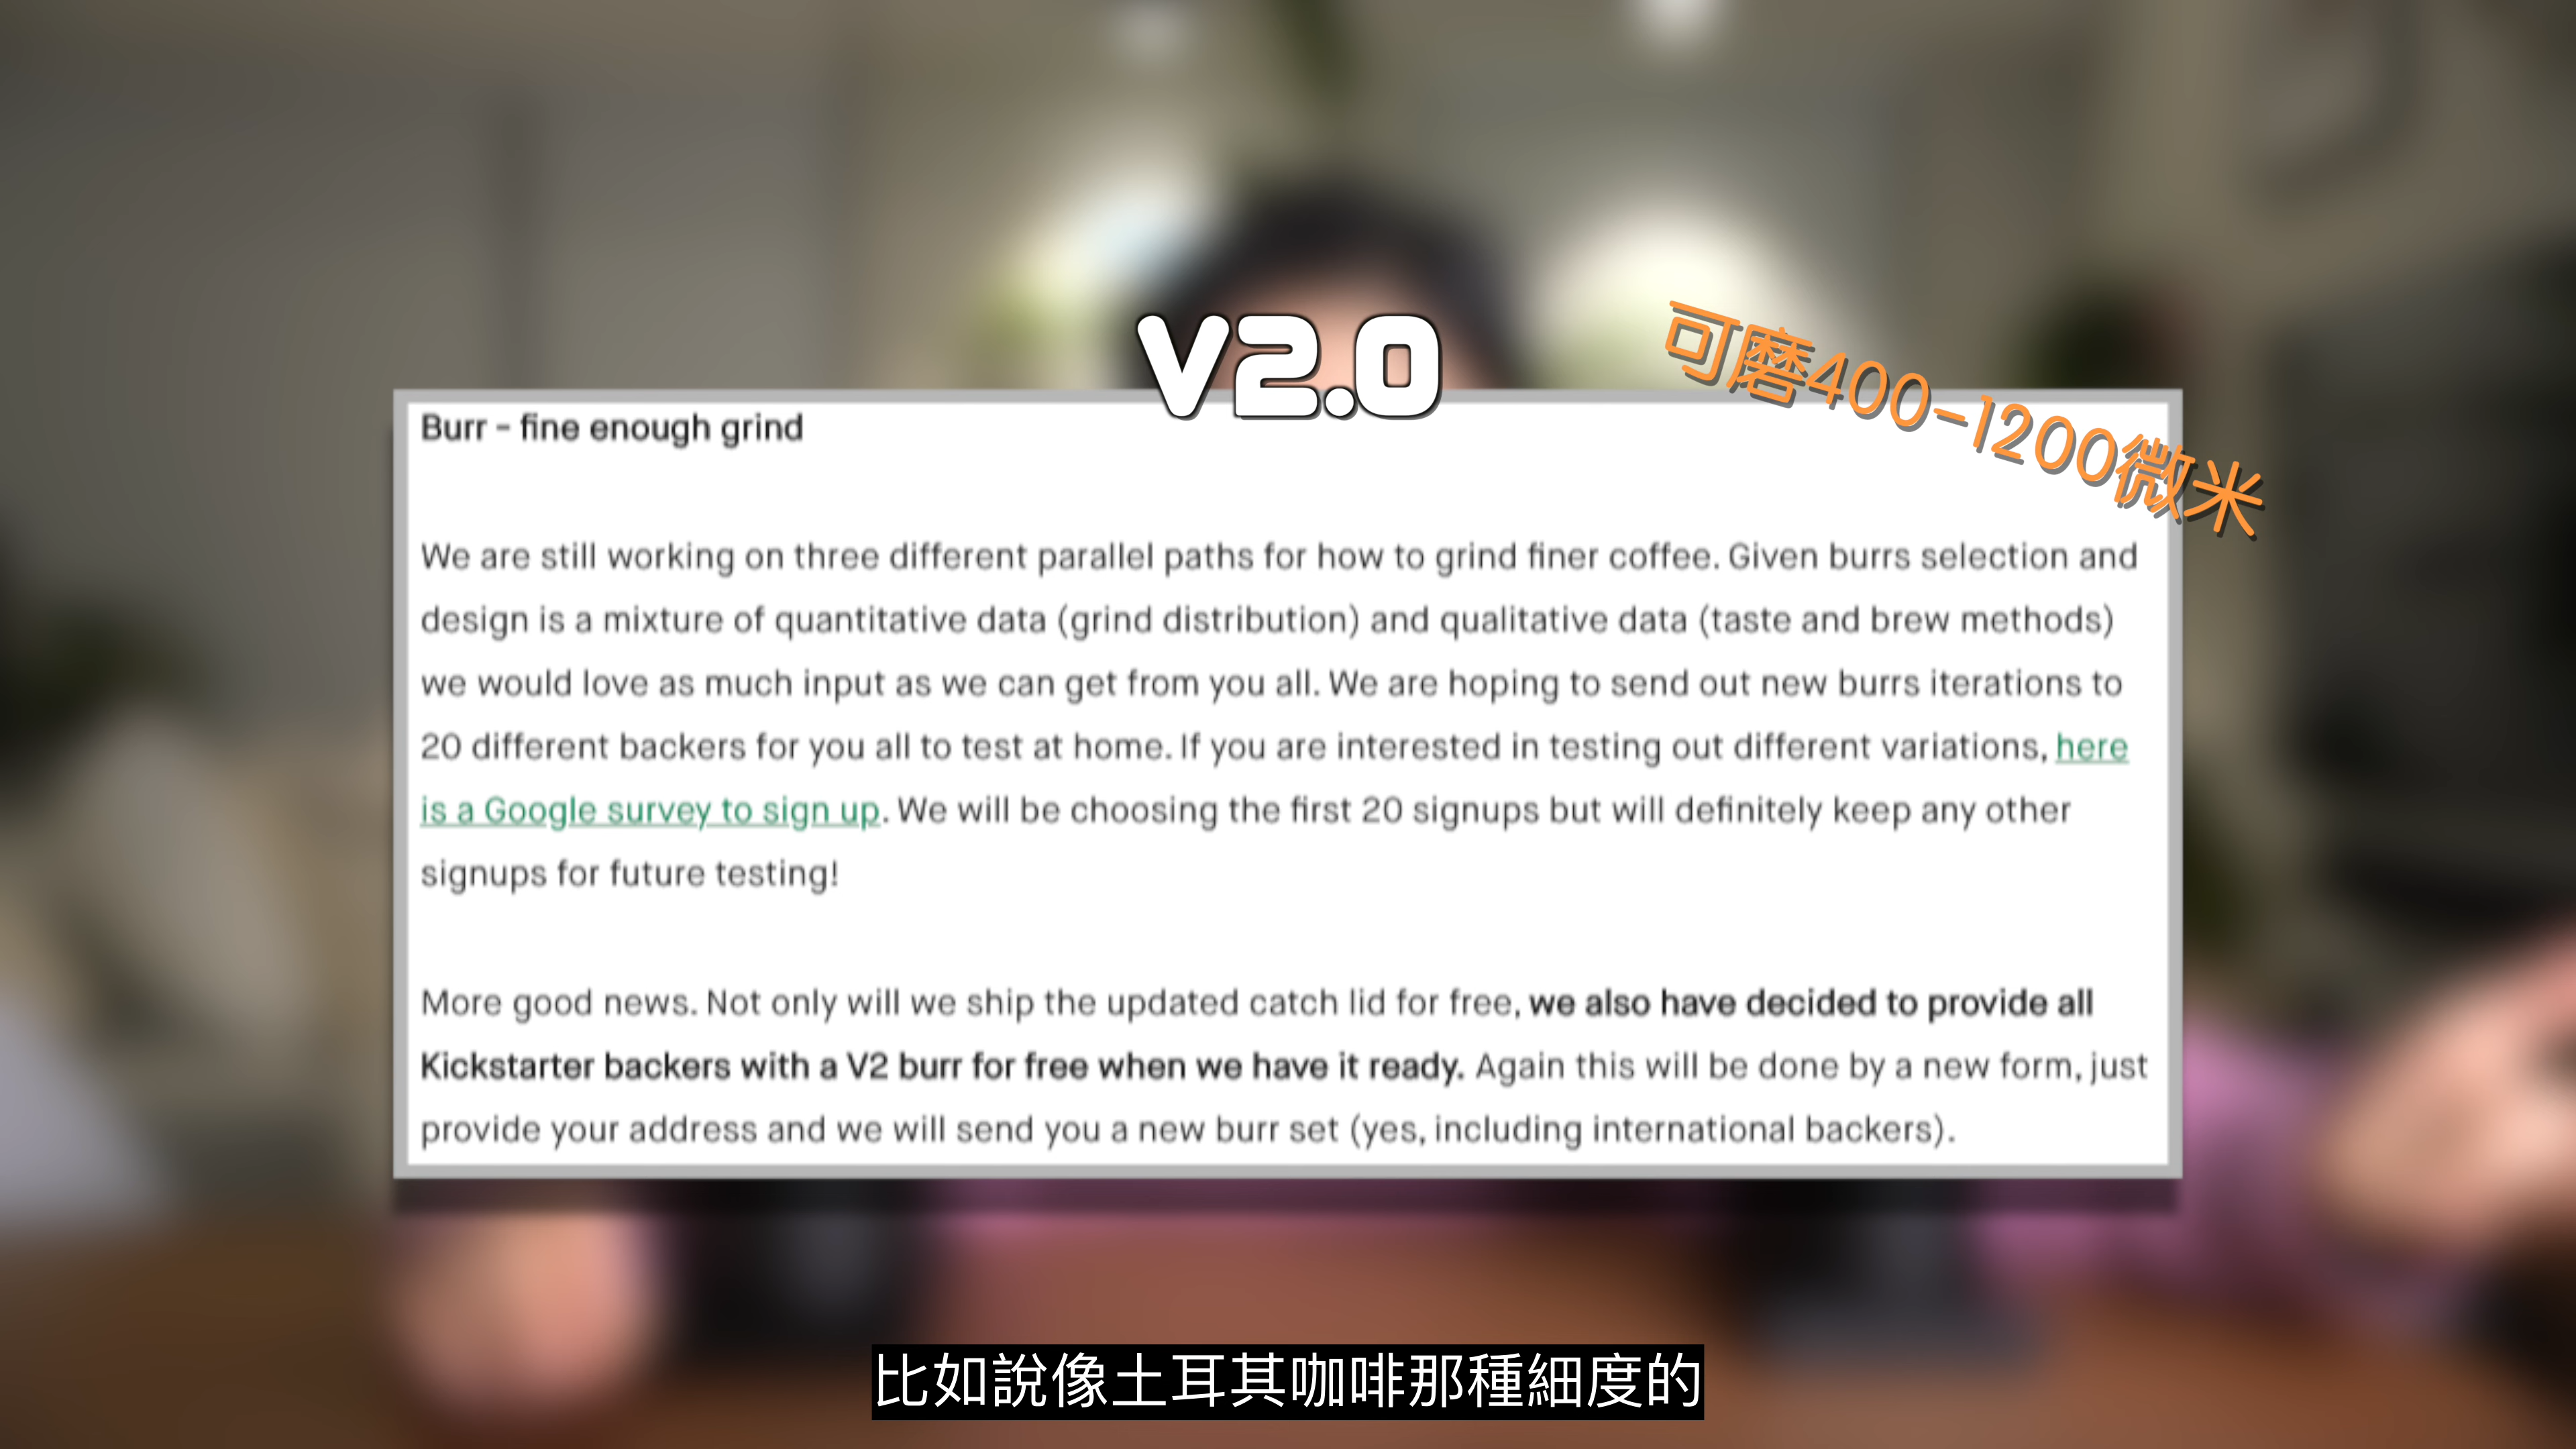 V2.0
可磨400-1200微米
Burr - fine enough grind
We are still working on three different parallel paths for how to grind finer coffee. Given burrs selection and
design is a mixture of quantitative data (grind distribution) and qualitative data (taste and brew methods)
we would love as much input as we can get from you all. We are hoping to send out new burrs iterations to
20 different backers for you all to test at home. If you are interested in testing out different variations, here
is a Google survey to sign up. We will be choosing the first 20 signups but will definitely keep any other
signups for future testing!
More good news. Not only will we ship the updated catch lid for free, we also have decided to provide all
Kickstarter backers with a V2 burr for free when we have it ready. Again this will be done by a new form, just
provide your address and we will send you a new burr set (yes, including international backers).
比如說像土耳其咖啡那種細度的